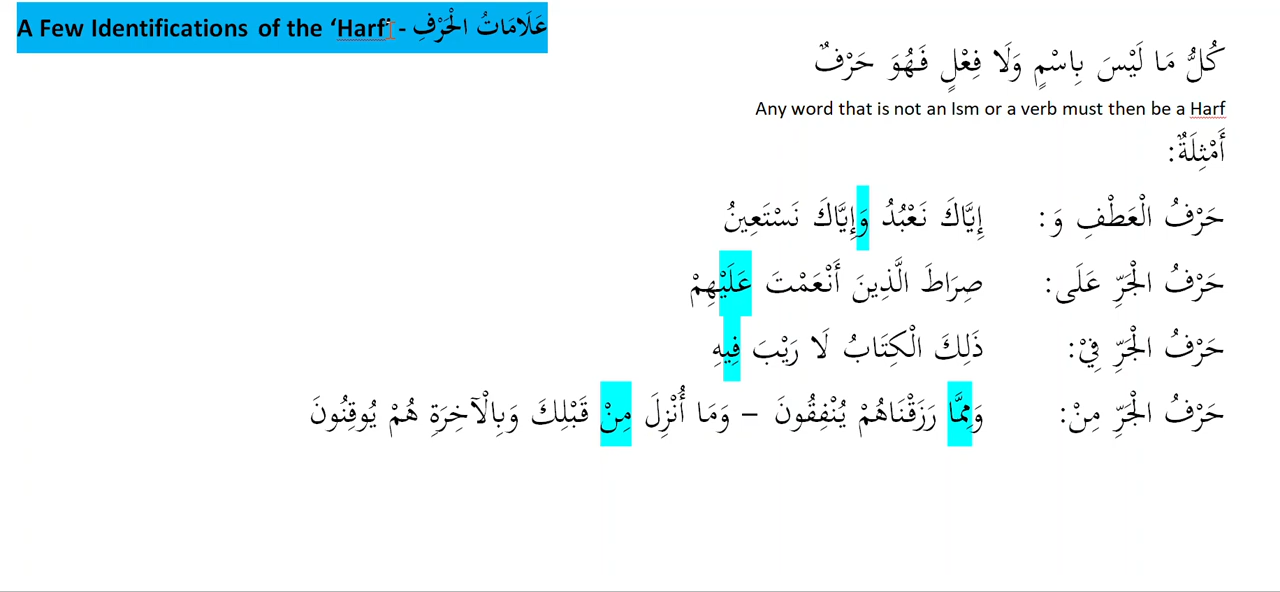 A Few Identifications of the ‘Harf’ - عَلَامَاتُ الْحَرْفِ
كُلُّ مَا لَيْسَ بِاسْمٍ وَلَا فِعْلٍ فَهُوَ حَرْفٌ
Any word that is not an Ism or a verb must then be a Harf
أَمْثِلَةٌ:
حَرْفُ الْعَطْفِ وَ: إِيَّاكَ نَعْبُدُ وَإِيَّاكَ نَسْتَعِينُ
حَرْفُ الْجَرِّ عَلَى: صِرَاطَ الَّذِينَ أَنْعَمْتَ عَلَيْهِمْ
حَرْفُ الْجَرِّ فِيْ: ذَلِكَ الْكِتَابُ لَا رَيْبَ فِيهِ
حَرْفُ الْجَرِّ مِنْ: وَمِمَّا رَزَقْنَاهُمْ يُنْفِقُونَ – وَمَا أُنْزِلَ مِنْ قَبْلِكَ وَبِالْآخِرَةِ هُمْ يُوقِنُونَ